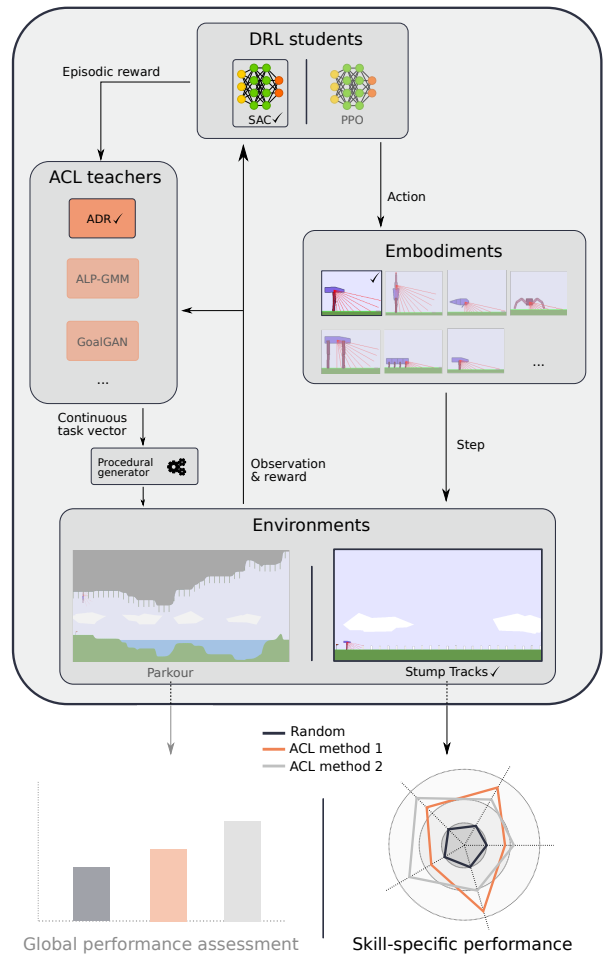 DRL students
SAC✓
PPO
Episodic reward
ACL teachers
ADR ✓
ALP-GMM
GoalGAN
...
Action
Embodiments
✓
...
Continuous
task vector
Procedural
generator
Observation
& reward
Step
Environments
Parkour
Stump Tracks ✓
Random
ACL method 1
ACL method 2
Global performance assessment
Skill-specific performance